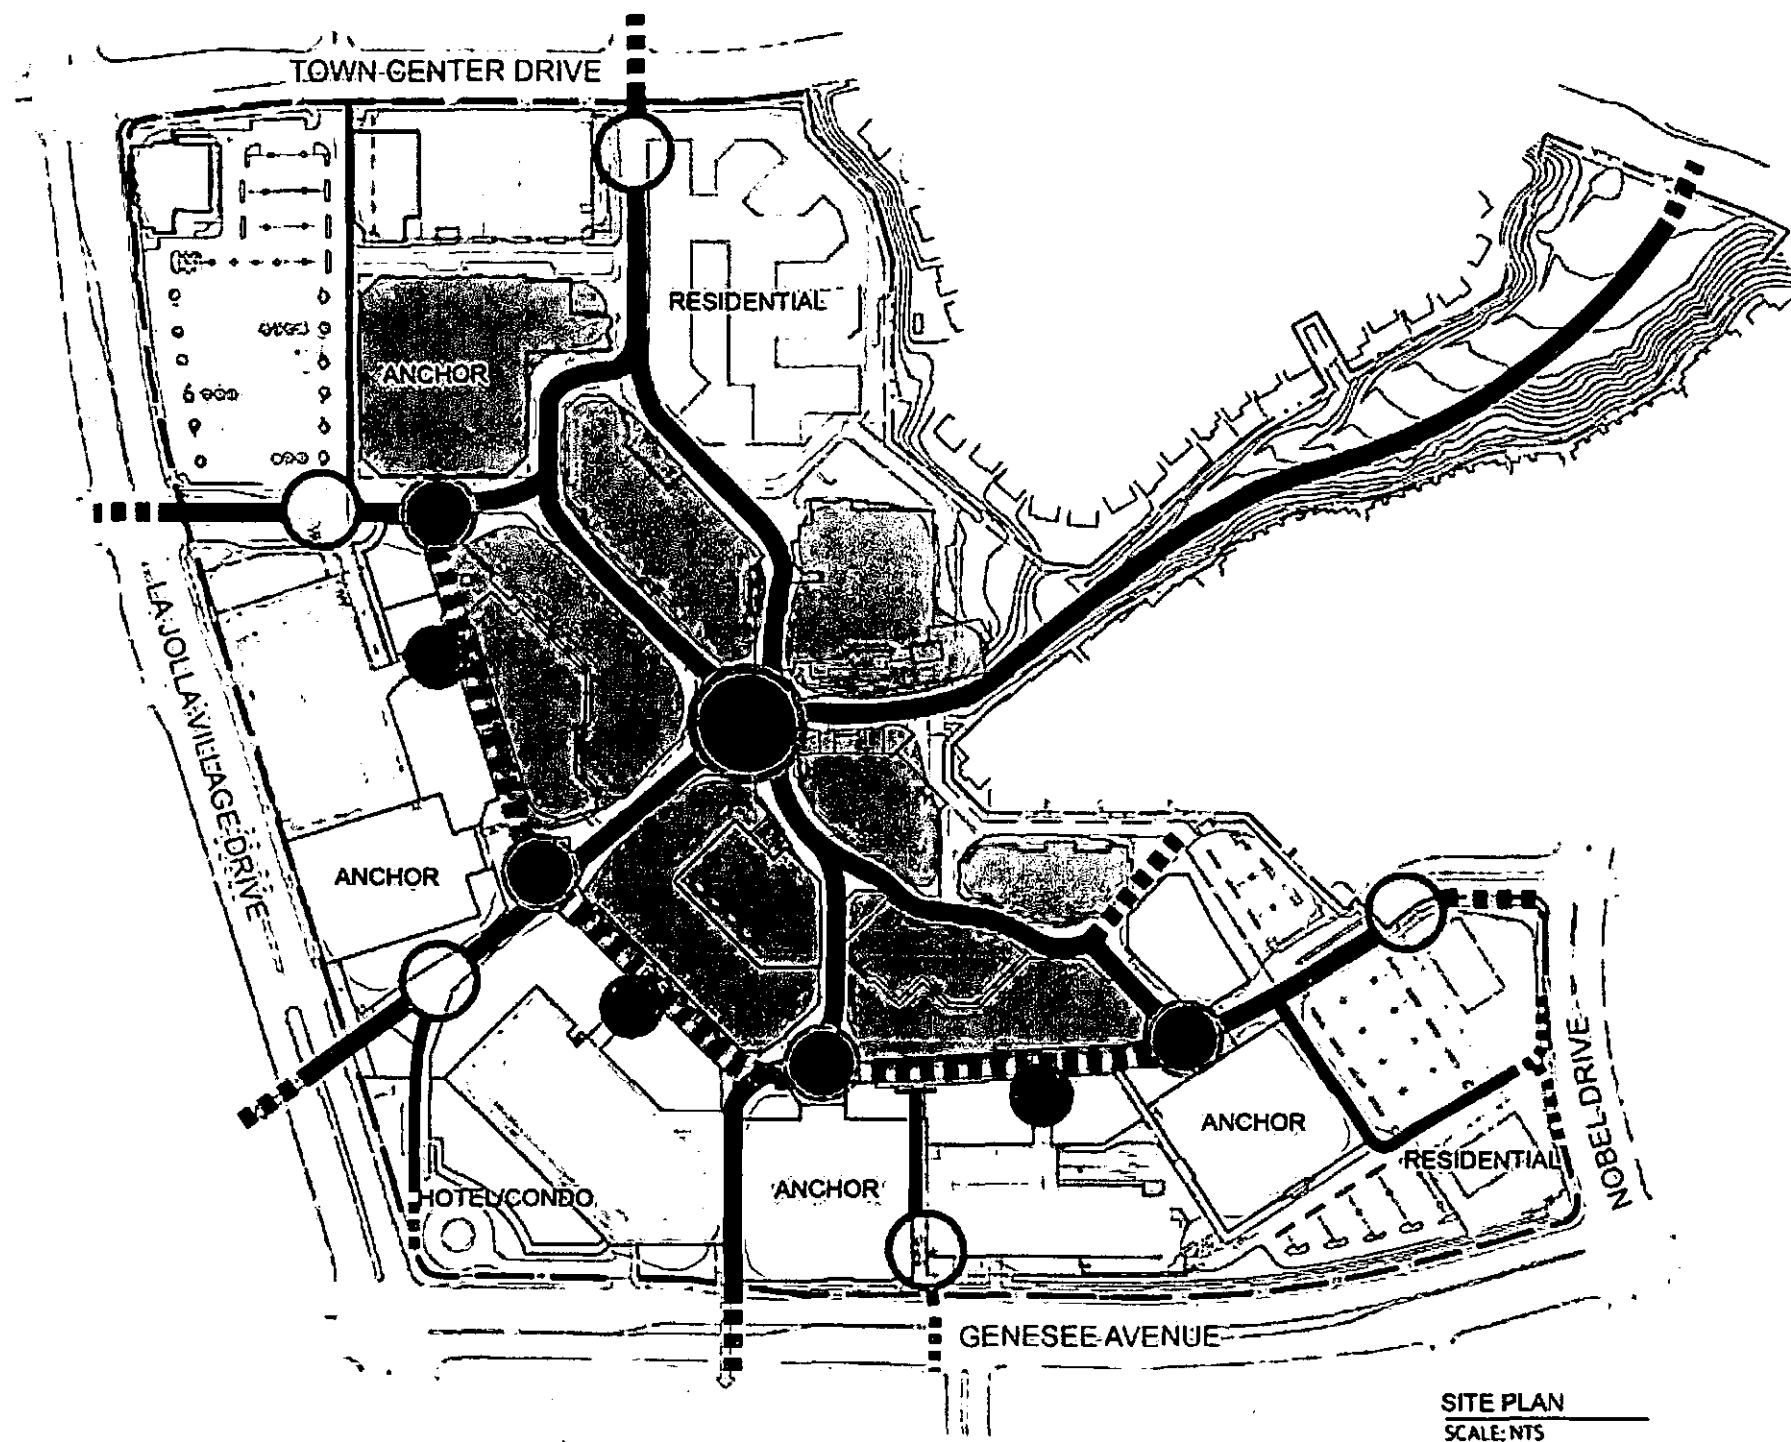 TOWN CENTER DRIVE
RESIDENTIAL
ANCHOR
LA JOLLA VILLAGE DRIVE
ANCHOR
ANCHOR
RESIDENTIAL
NOBEL DRIVE
HOTEL/CONDO
ANCHOR
GENESEE AVENUE
SITE PLAN
SCALE: NTS